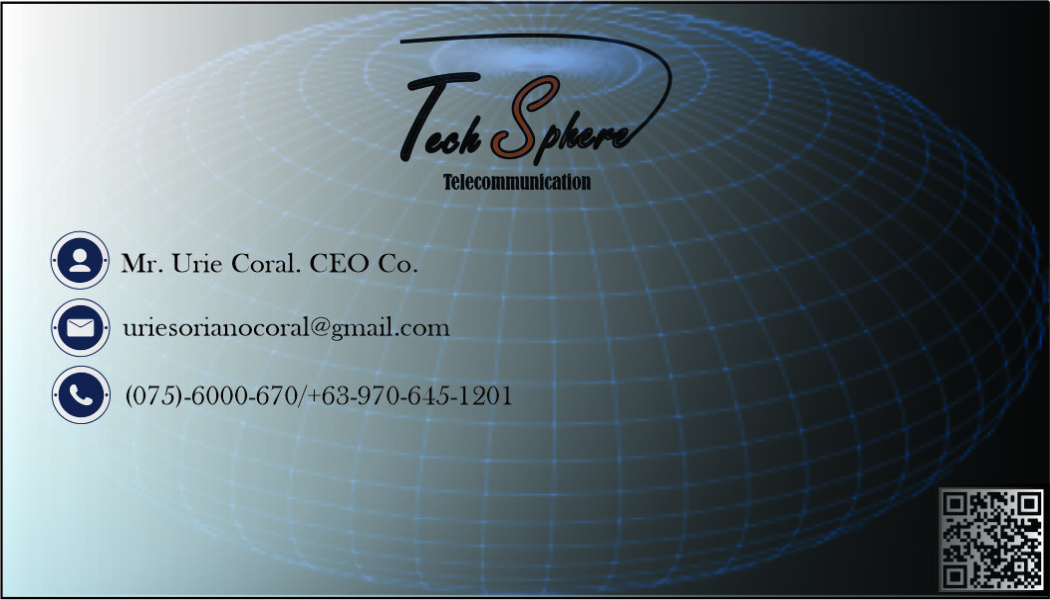 Tech Sphere
Telecommunication
Mr. Urie Coral. CEO Co.
uriesorianocoral@gmail.com
(075)-6000-670/+63-970-645-1201